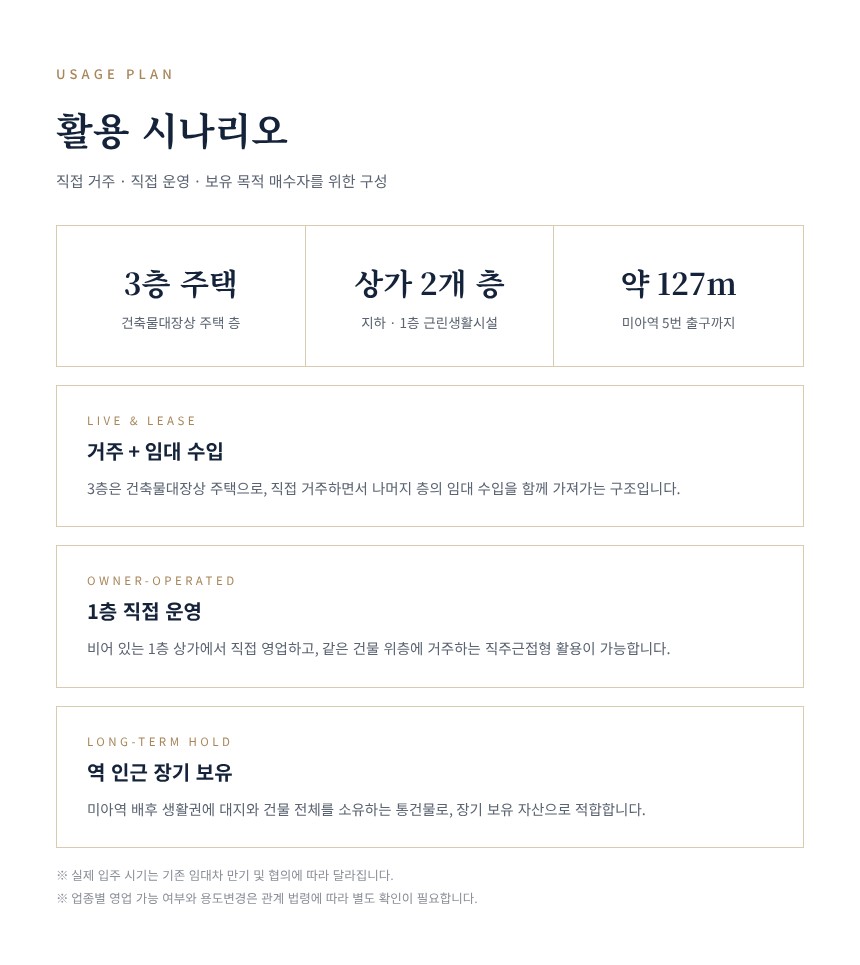 USAGE PLAN
활용 시나리오
직접 거주 · 직접 운영 · 보유 목적 매수자를 위한 구성
3층 주택
건축물대장상 주택 층
상가 2개 층
지하 · 1층 근린생활시설
약 127m
미아역 5번 출구까지
LIVE & LEASE
거주 + 임대 수입
3층은 건축물대장상 주택으로, 직접 거주하면서 나머지 층의 임대 수입을 함께 가져가는 구조입니다.
OWNER-OPERATED
1층 직접 운영
비어 있는 1층 상가에서 직접 영업하고, 같은 건물 위층에 거주하는 직주근접형 활용이 가능합니다.
LONG-TERM HOLD
역 인근 장기 보유
미아역 배후 생활권에 대지와 건물 전체를 소유하는 통건물로, 장기 보유 자산으로 적합합니다.
※ 실제 입주 시기는 기존 임대차 만기 및 협의에 따라 달라집니다.
※ 업종별 영업 가능 여부와 용도변경은 관계 법령에 따라 별도 확인이 필요합니다.